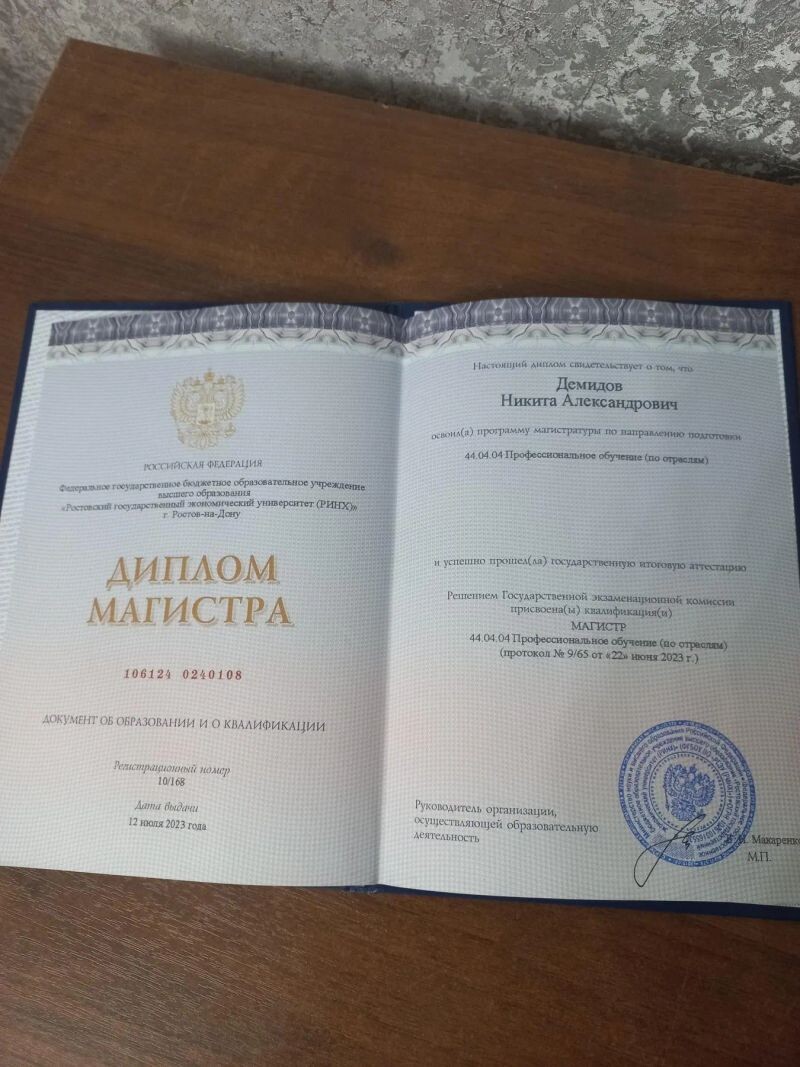 РОССИЙСКАЯ ФЕДЕРАЦИЯ
Федеральное государственное бюджетное образовательное учреждение
высшего образования
«Ростовский государственный экономический университет (РИНХ)»
г. Ростов-на-Дону
ДИПЛОМ
МАГИСТРА
106124 0240108
ДОКУМЕНТ ОБ ОБРАЗОВАНИИ И О КВАЛИФИКАЦИИ
Регистрационный номер
10/168
Дата выдачи
12 июля 2023 года
Настоящий диплом свидетельствует о том, что
Демидов
Никита Александрович
освоил(а) программу магистратуры по направлению подготовки
44.04.04 Профессиональное обучение (по отраслям)
и успешно прошел(ла) государственную итоговую аттестацию
Решением Государственной экзаменационной комиссии
присвоена(ы) квалификация(и)
МАГИСТР
44.04.04 Профессиональное обучение (по отраслям)
(протокол № 9/65 от «22» июня 2023 г.)
Руководитель организации,
осуществляющей образовательную
деятельность
Макаренко
М.П.